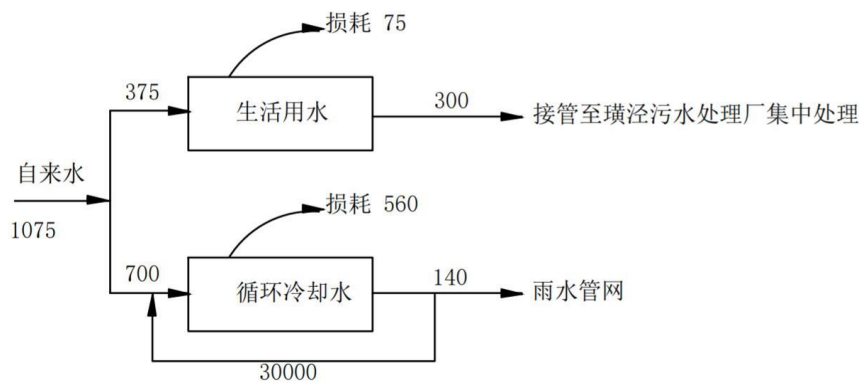 损耗 75
375
生活用水
300
接管至璜泾污水处理厂集中处理
自来水
1075
损耗 560
700
循环冷却水
140
雨水管网
30000